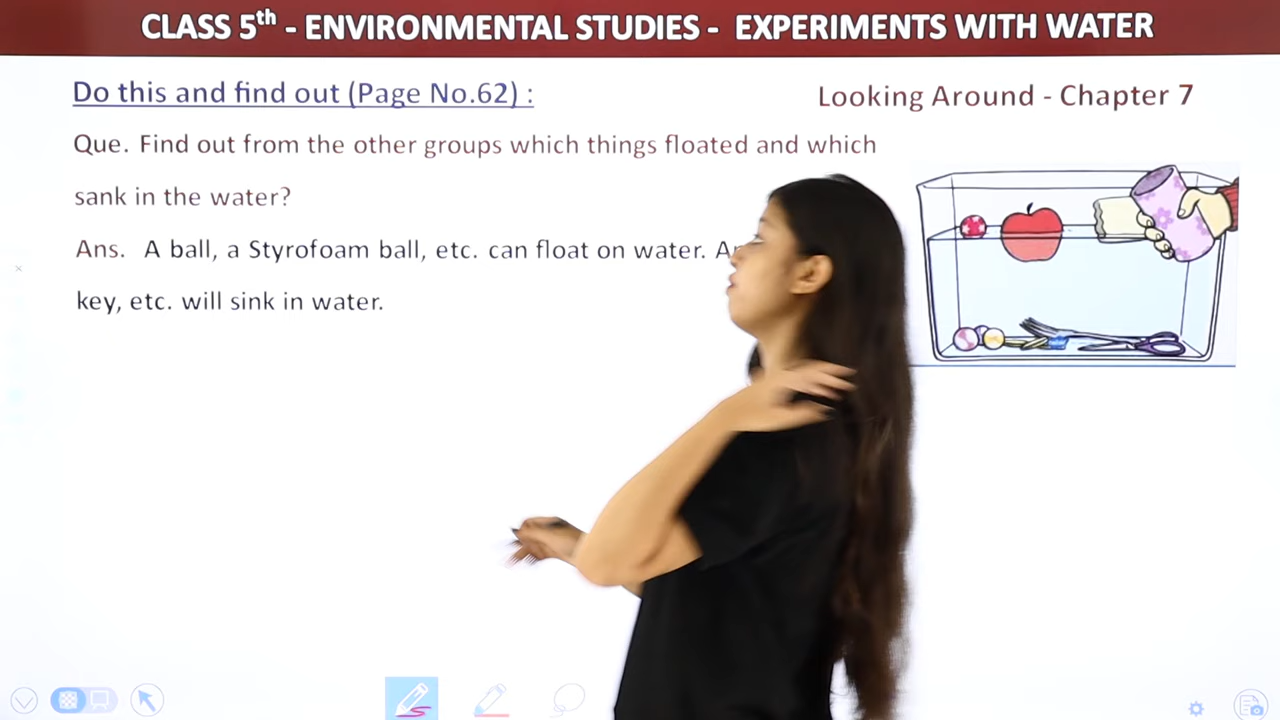 CLASS 5th - ENVIRONMENTAL STUDIES - EXPERIMENTS WITH WATER
Do this and find out (Page No.62) :
Looking Around - Chapter 7
Que. Find out from the other groups which things floated and which
sank in the water?
Ans. A ball, a Styrofoam ball, etc. can float on water.
key, etc. will sink in water.